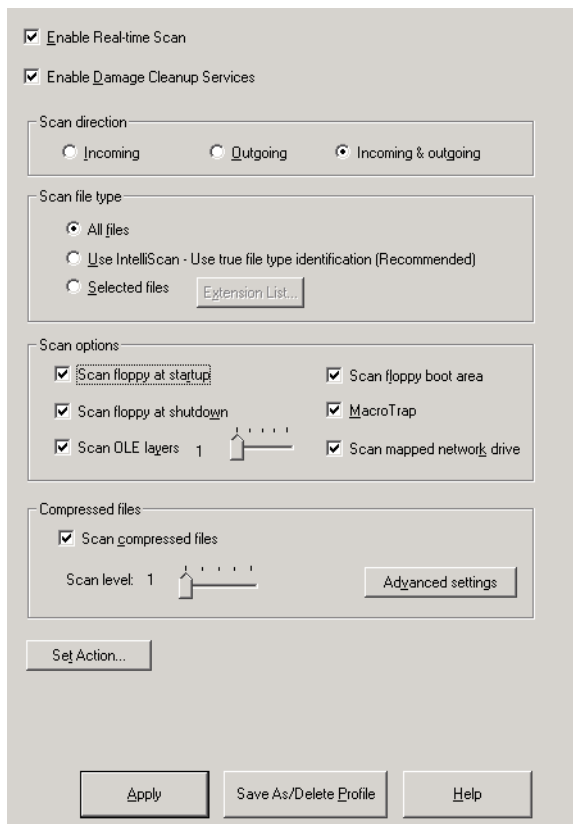 Enable Real-time Scan
Enable Damage Cleanup Services
Scan direction
Incoming Outgoing Incoming & outgoing
Scan file type
All files
Use IntelliScan - Use true file type identification (Recommended)
Selected files Extension List...
Scan options
Scan floppy at startup Scan floppy boot area
Scan floppy at shutdown MacroTrap
Scan OLE layers 1 Scan mapped network drive
Compressed files
Scan compressed files
Scan level: 1 Advanced settings
Set Action...
Apply Save As/Delete Profile Help